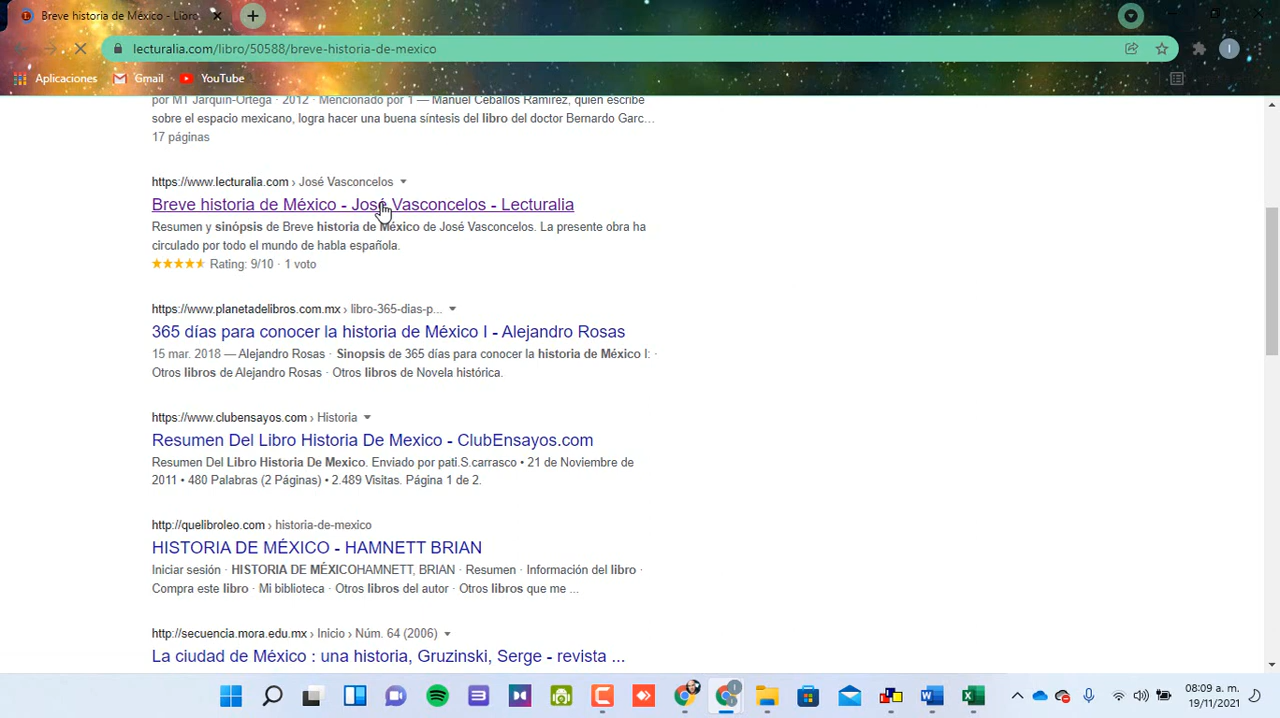 Breve historia de México - Libro
lecturalia.com/libro/50588/breve-historia-de-mexico
I
Aplicaciones
Gmail
YouTube
por MT Jarquín-Ortega · 2012 · Mencionado por 1 — Manuel Ceballos Ramírez, quien escribe
sobre el espacio mexicano, logra hacer una buena síntesis del libro del doctor Bernardo Garc...
17 páginas
https://www.lecturalia.com › José Vasconcelos
Breve historia de México - José Vasconcelos - Lecturalia
Resumen y sinópsis de Breve historia de México de José Vasconcelos. La presente obra ha
circulado por todo el mundo de habla española.
Rating: 9/10 · 1 voto
https://www.planetadelibros.com.mx › libro-365-dias-p...
365 días para conocer la historia de México I - Alejandro Rosas
15 mar. 2018 — Alejandro Rosas · Sinopsis de 365 días para conocer la historia de México I: ·
Otros libros de Alejandro Rosas · Otros libros de Novela histórica.
https://www.clubensayos.com › Historia
Resumen Del Libro Historia De Mexico - ClubEnsayos.com
Resumen Del Libro Historia De Mexico. Enviado por pati.S.carrasco • 21 de Noviembre de
2011 • 480 Palabras (2 Páginas) • 2.489 Visitas. Página 1 de 2.
http://quelibroleo.com › historia-de-mexico
HISTORIA DE MÉXICO - HAMNETT BRIAN
Iniciar sesión · HISTORIA DE MÉXICOHAMNETT, BRIAN · Resumen · Información del libro ·
Compra este libro · Mi biblioteca · Otros libros del autor · Otros libros que me ...
http://secuencia.mora.edu.mx › Inicio › Núm. 64 (2006)
La ciudad de México : una historia, Gruzinski, Serge - revista ...
08:09 a. m.
19/11/2021